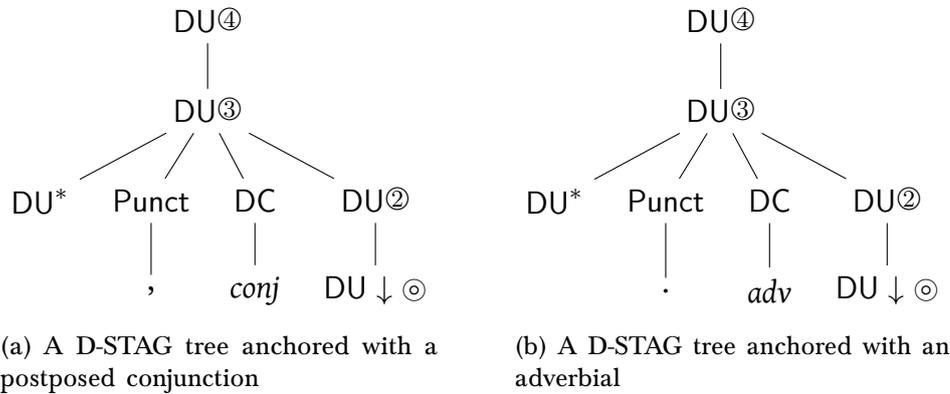 DU④ DU④
DU③ DU③
DU* Punct DC DU② DU* Punct DC DU②
, conj DU ↓ ◎ . adv DU ↓ ◎
(a) A D-STAG tree anchored with a
postposed conjunction
(b) A D-STAG tree anchored with an
adverbial